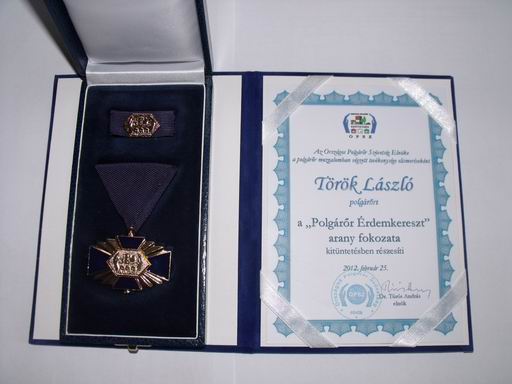 OPSZ
Az Országos Polgárőr Szövetség Elnöke
a polgárőr mozgalomban végzett tevékenysége elismeréseként
Török László
polgárőrt
a „Polgárőr Érdemkereszt”
arany fokozata
kitüntetésben részesíti
2012. február 25.
OPSZ
Dr. Túrós András
elnök